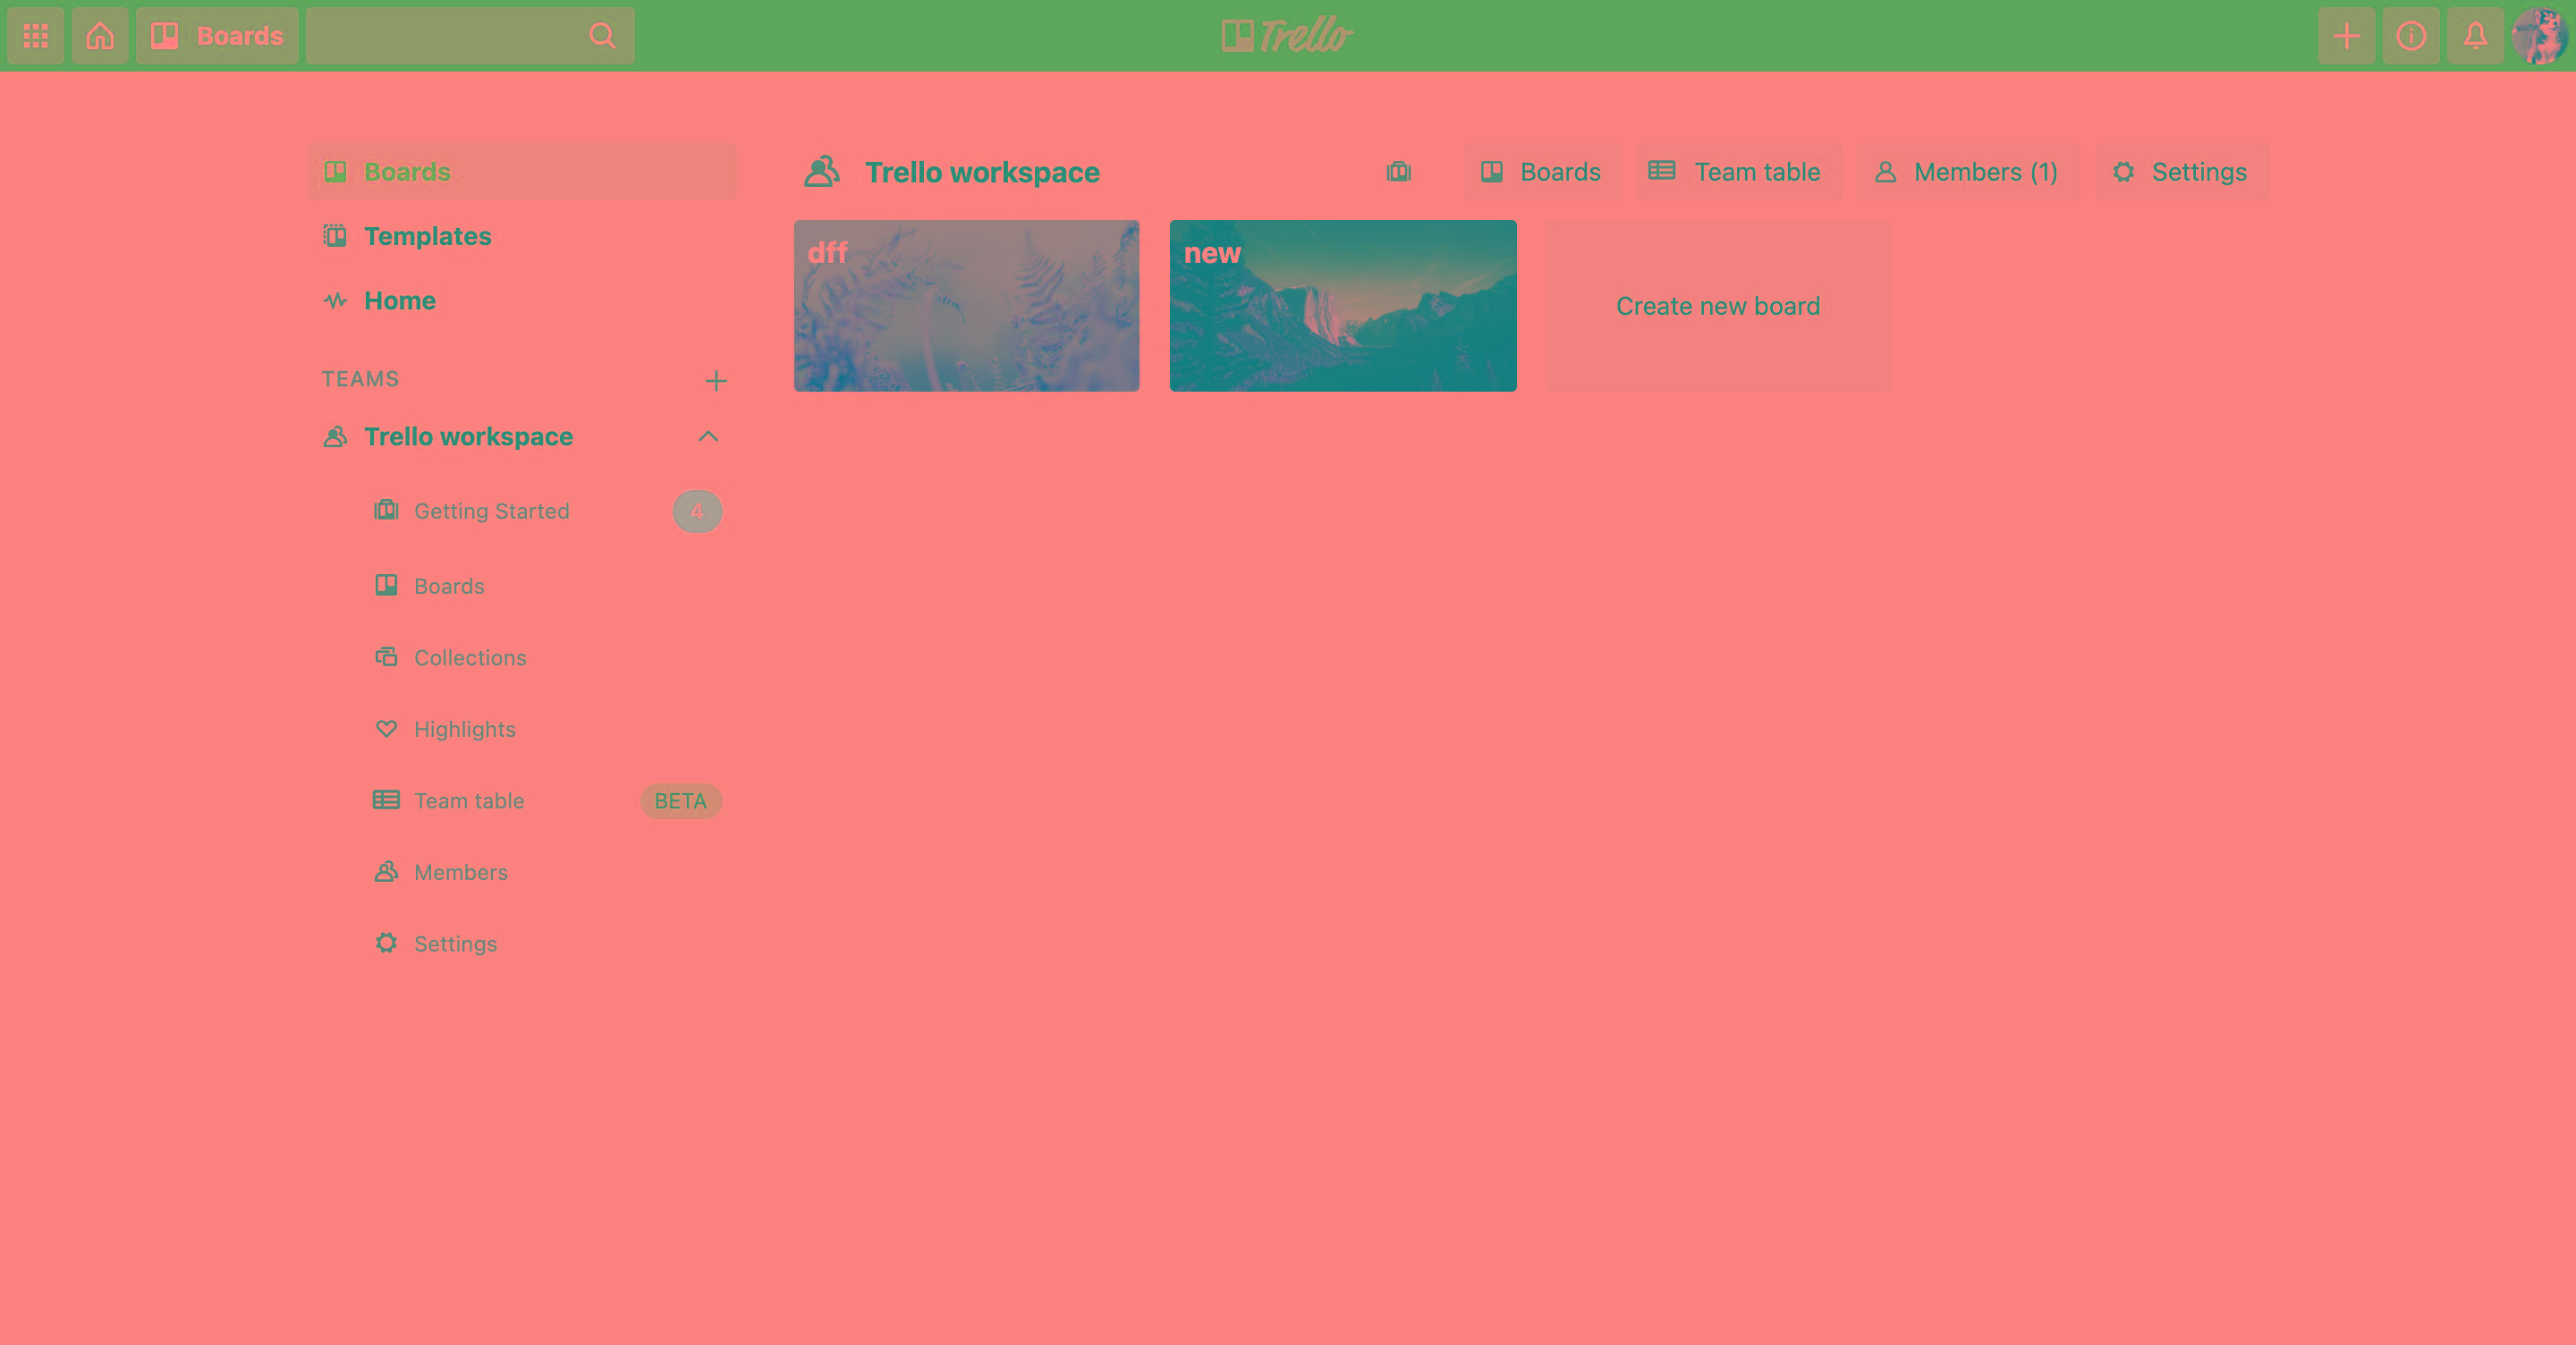 Boards
Trello
Boards
Templates
Home
TEAMS
Trello workspace
Getting Started 4
Boards
Collections
Highlights
Team table BETA
Members
Settings
Trello workspace
Boards
Team table
Members (1)
Settings
dff
new
Create new board